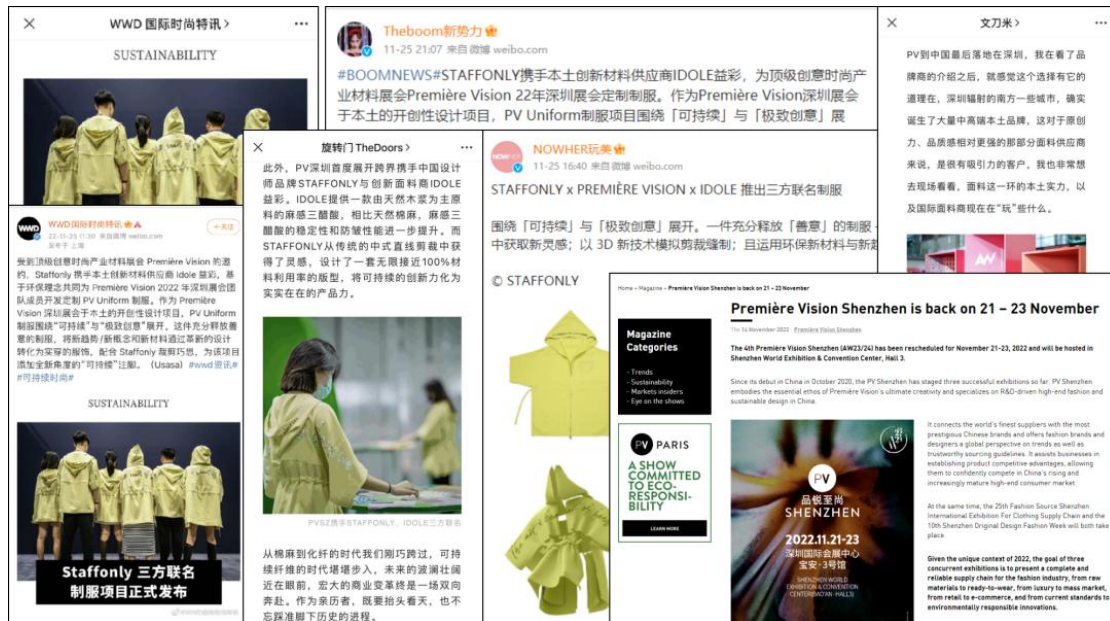 WWD 国际时尚特讯 >
SUSTAINABILITY
WWD国际时尚特讯
+关注
22-11-25 11:30 来自 微博 weibo.com
发布于 上海
受到顶级创意时尚产业材料展会 Première Vision 的邀
约，Staffonly 携手本土创新材料供应商 Idole 益彩，基
于环保理念共同为 Première Vision 2022 年深圳展会团
队成员开发定制 PV Uniform 制服。作为 Première
Vision 深圳展会于本土的开创性设计项目，PV Uniform
制服围绕“可持续”与“极致创意”展开。这件充分释放善
意的制服，将新趋势/新概念和新材料通过革新的设计
转化为实穿的服饰，配合 Staffonly 裁剪巧思，为该项目
添加全新角度的“可持续”注脚。（Usasa）#wwd资讯#
#可持续时尚#
SUSTAINABILITY
Staffonly 三方联名
制服项目正式发布
旋转门 TheDoors >
此外，PV深圳首度展开跨界携手中国设计
师品牌STAFFONLY与创新面料商IDOLE
益彩。IDOLE提供一款由天然木浆为主原
料的麻感三醋酸，相比天然棉麻，麻感三
醋酸的稳定性和防皱性能进一步提升。而
STAFFONLY从传统的中式直线剪裁中获
得了灵感，设计了一套无限接近100%材
料利用率的版型，将可持续的创新力化为
实实在在的产品力。
PVSZ携手STAFFONLY、IDOLE三方联名
从棉麻到化纤的时代我们刚巧跨过，可持
续纤维的时代堪堪步入，未来的波澜壮阔
近在眼前，宏大的商业变革终是一场双向
奔赴。作为亲历者，既要抬头看天，也不
忘踩准脚下历史的进程。
Theboom新势力
11-25 21:07 来自 微博 weibo.com
#BOOMNEWS#STAFFONLY携手本土创新材料供应商IDOLE益彩，为顶级创意时尚产
业材料展会Première Vision 22年深圳展会定制制服。作为Première Vision深圳展会
于本土的开创性设计项目，PV Uniform制服项目围绕「可持续」与「极致创意」展
NOWHER玩美
11-25 16:40 来自 微博 weibo.com
STAFFONLY x PREMIÈRE VISION x IDOLE 推出三方联名制服
围绕「可持续」与「极致创意」展开。一件充分释放「善意」的制服
中获取新灵感；以 3D 新技术模拟剪裁缝制；且运用环保新材料与新
© STAFFONLY
文刀米 >
PV到中国最后落地在深圳，我在看了品
牌商的介绍之后，就感觉这个选择有它的
道理在，深圳辐射的南方一些城市，确实
诞生了大量中高端本土品牌，这对于原创
力、品质感相对更强的那部分面料供应商
来说，是很有吸引力的客户，我也非常想
去现场看看，面料这一环的本土实力，以
及国际面料商现在在“玩”些什么。
AW
Home » Magazine » Première Vision Shenzhen is back on 21 – 23 November
Magazine
Categories
- Trends
- Sustainability
- Markets insiders
- Eye on the shows
PV PARIS
A SHOW
COMMITTED
TO ECO-
RESPONSI-
BILITY
LEARN MORE
Première Vision Shenzhen is back on 21 – 23 November
November 2022 Première Vision Shenzhen
The 4th Première Vision Shenzhen (AW23/24) has been rescheduled for November 21-23, 2022 and will be hosted in
Shenzhen World Exhibition & Convention Center, Hall 3.
Since its debut in China in October 2020, the PV Shenzhen has staged three successful exhibitions so far. PV Shenzhen
embodies the essential ethos of Première Vision's ultimate creativity and specializes on R&D-driven high-end fashion and
sustainable design in China.
It connects the world's finest suppliers with the most
prestigious Chinese brands and offers fashion brands and
designers a global perspective on trends as well as
trustworthy sourcing guidelines. It assists businesses in
establishing product competitive advantages, allowing
them to confidently compete in China's rising and
increasingly mature high-end consumer market.
At the same time, the 25th Fashion Source Shenzhen
International Exhibition For Clothing Supply Chain and the
10th Shenzhen Original Design Fashion Week will both take
place.
Given the unique context of 2022, the goal of three
concurrent exhibitions is to present a complete and
reliable supply chain for the fashion industry, from raw
materials to ready-to-wear, from luxury to mass market,
from retail to e-commerce, and from current standards to
environmentally responsible innovations.
PV
品锐至尚
SHENZHEN
2022.11.21-23
深圳国际会展中心
宝安·3号馆
SHENZHEN WORLD
EXHIBITION & CONVENTION
CENTER(BAO'AN·HALL3)